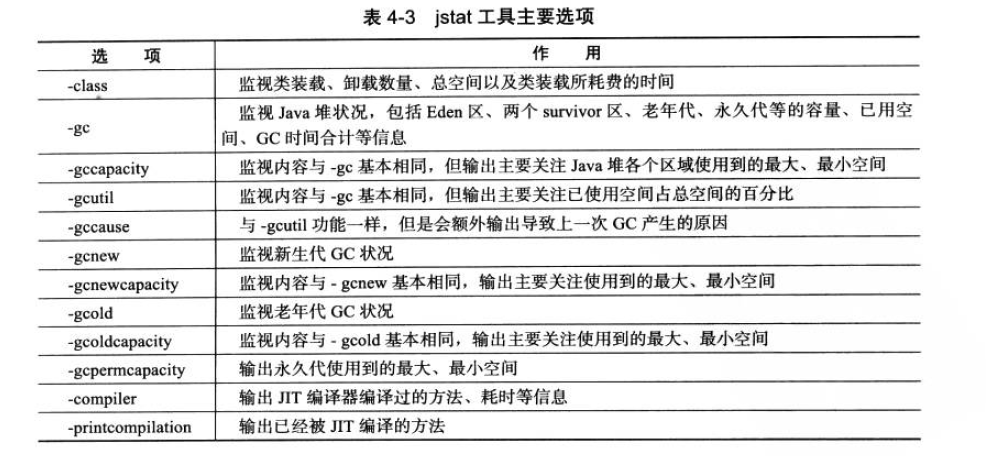 表 4-3 jstat 工具主要选项
选 项 作 用
-class 监视类装载、卸载数量、总空间以及类装载所耗费的时间
-gc 监视 Java 堆状况，包括 Eden 区、两个 survivor 区、老年代、永久代等的容量、已用空
间、GC 时间合计等信息
-gccapacity 监视内容与 -gc 基本相同，但输出主要关注 Java 堆各个区域使用到的最大、最小空间
-gcutil 监视内容与 -gc 基本相同，但输出主要关注已使用空间占总空间的百分比
-gccause 与 -gcutil 功能一样，但是会额外输出导致上一次 GC 产生的原因
-gcnew 监视新生代 GC 状况
-gcnewcapacity 监视内容与 - gcnew 基本相同，输出主要关注使用到的最大、最小空间
-gcold 监视老年代 GC 状况
-gcoldcapacity 监视内容与 - gcold 基本相同，输出主要关注使用到的最大、最小空间
-gcpermcapacity 输出永久代使用到的最大、最小空间
-compiler 输出 JIT 编译器编译过的方法、耗时等信息
-printcompilation 输出已经被 JIT 编译的方法